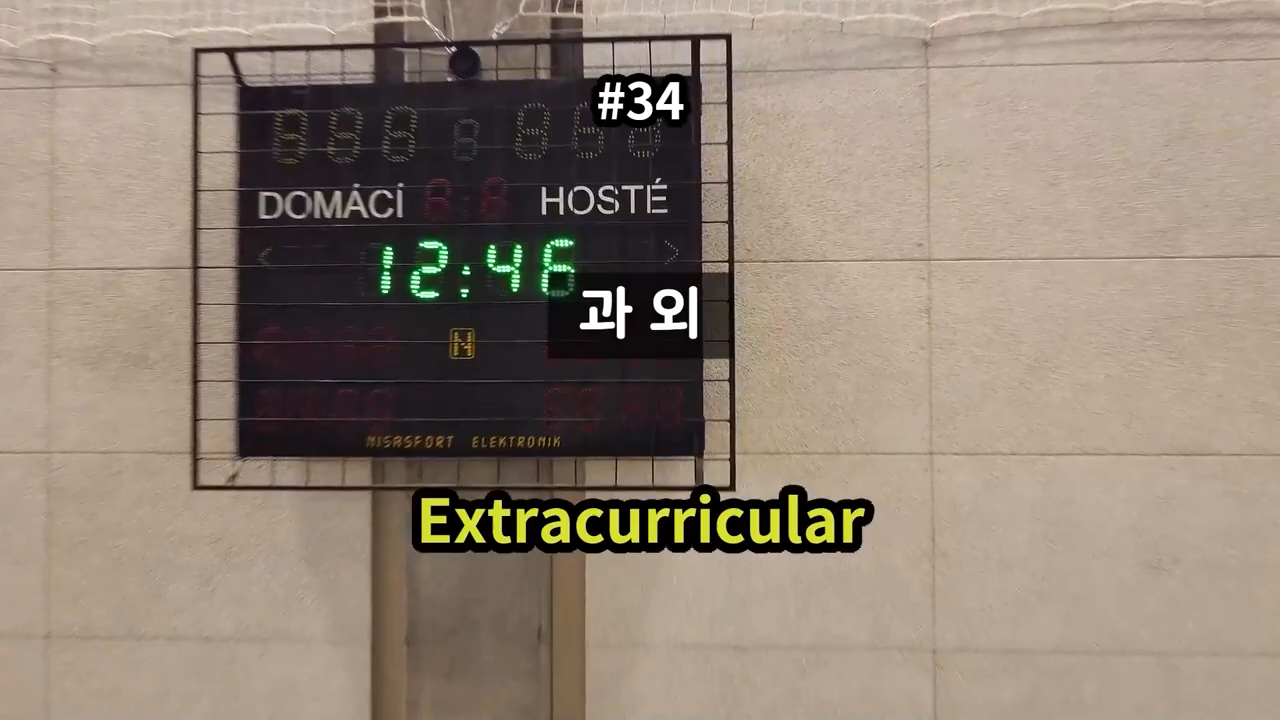 #34
DOMÁCÍ HOSTÉ
12:46
과 외
N
MISASPORT ELEKTRONIK
Extracurricular